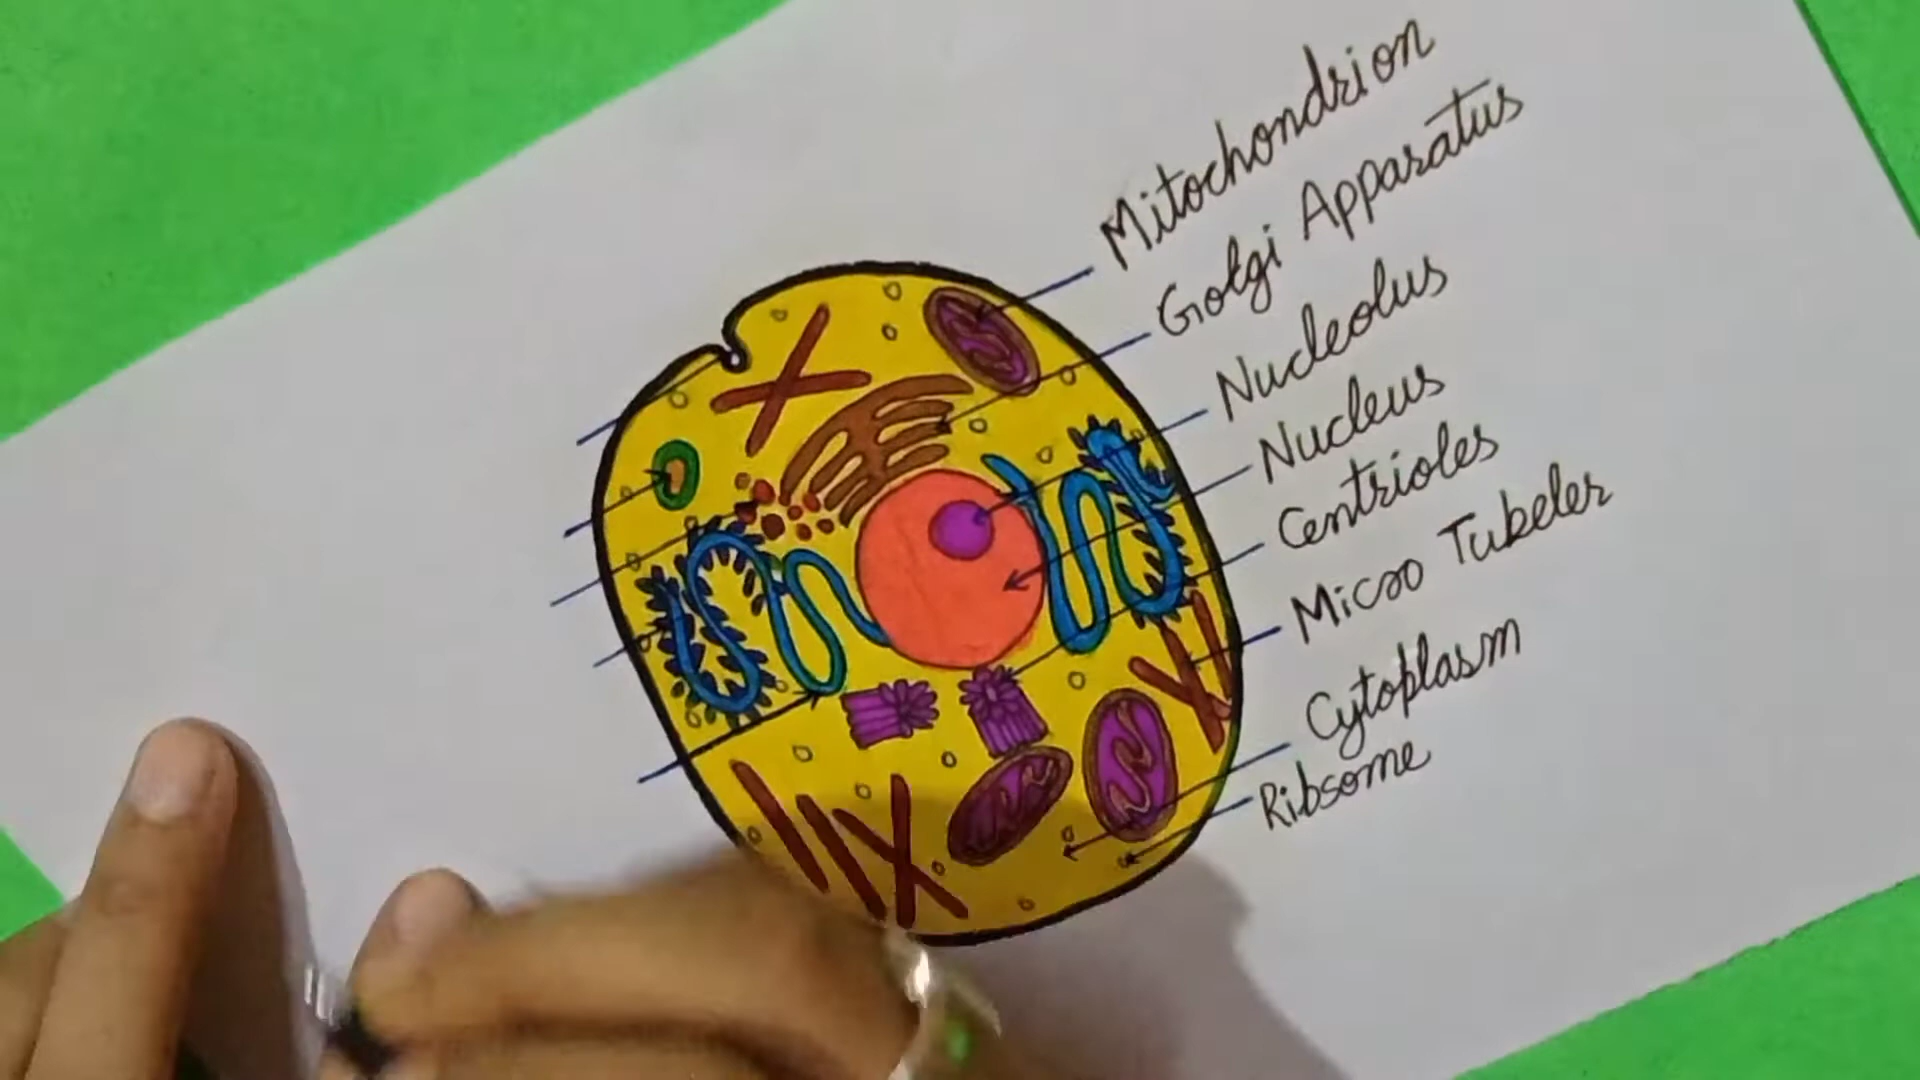 Mitochondrion
Golgi Apparatus
Nucleolus
Nucleus
Centrioles
Micro Tubeler
Cytoplasm
Ribsome